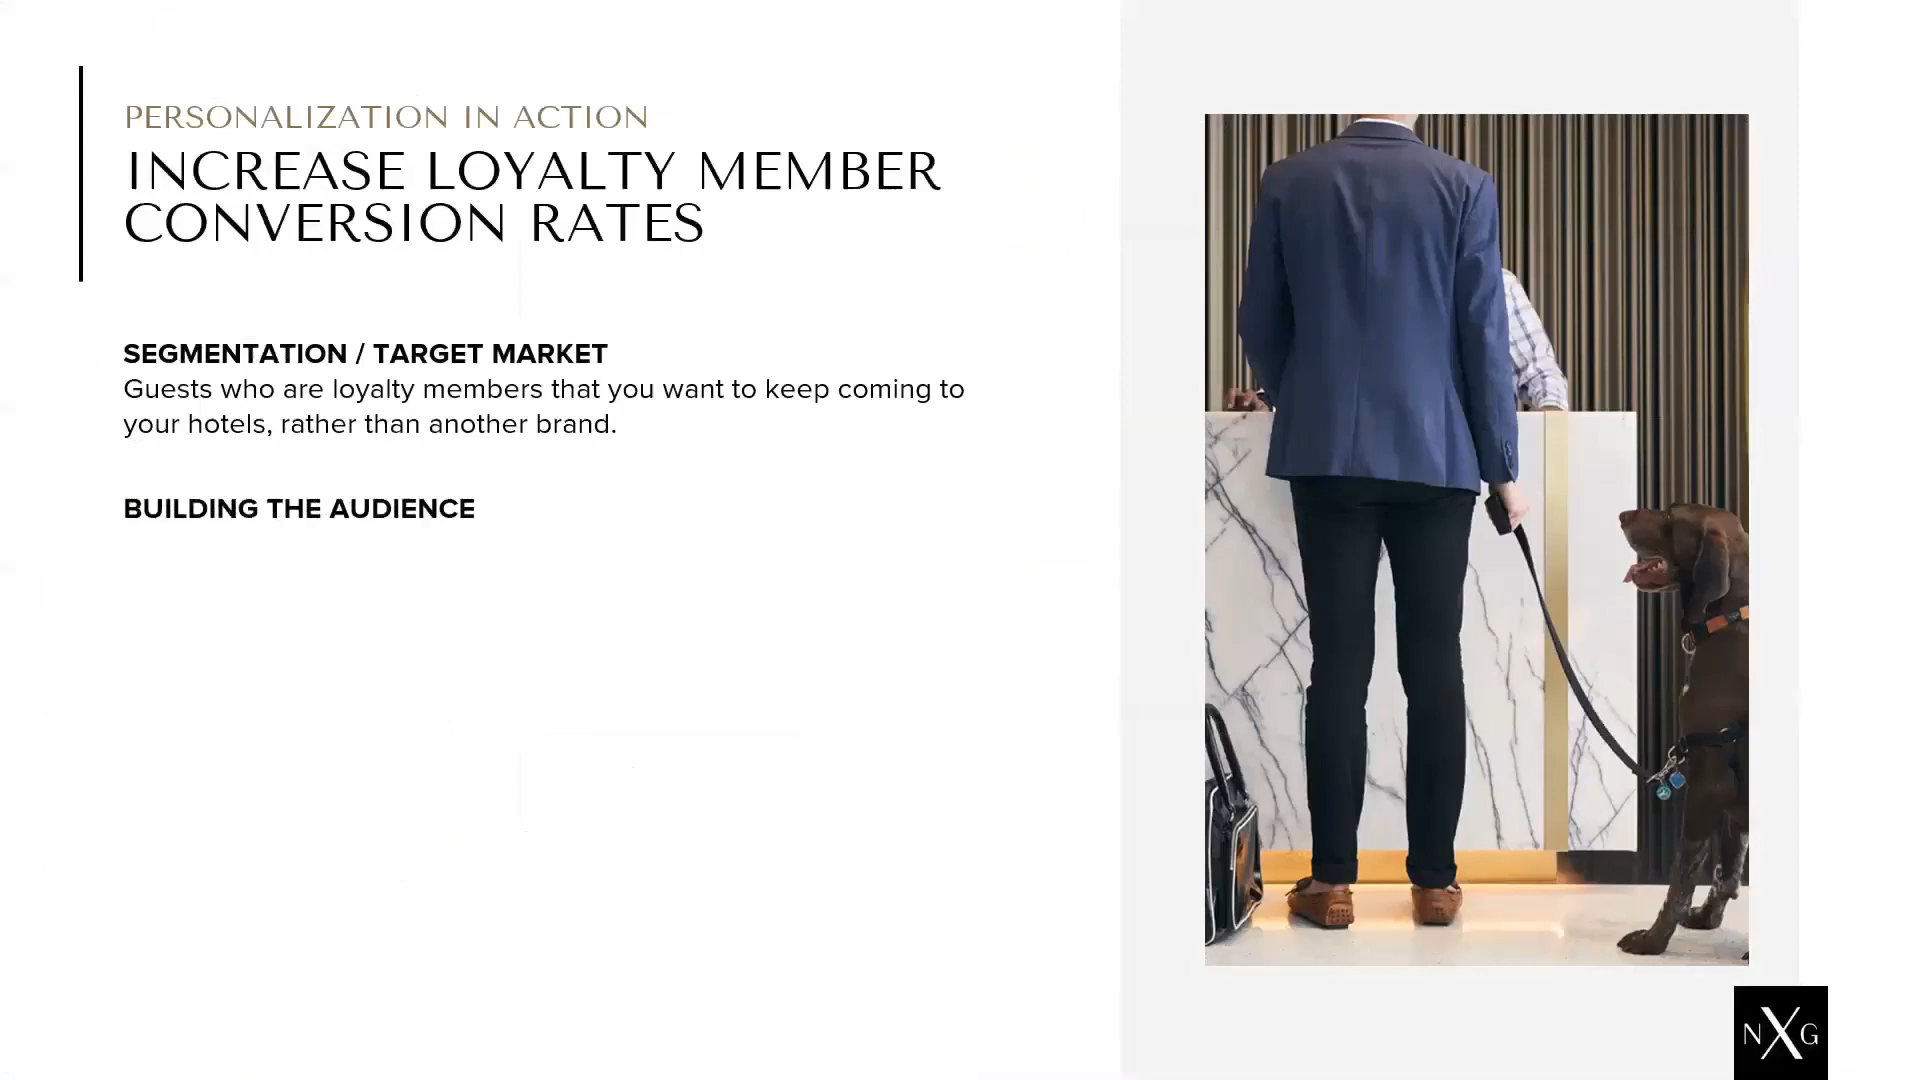 PERSONALIZATION IN ACTION
INCREASE LOYALTY MEMBER
CONVERSION RATES
SEGMENTATION / TARGET MARKET
Guests who are loyalty members that you want to keep coming to
your hotels, rather than another brand.
BUILDING THE AUDIENCE
NXG